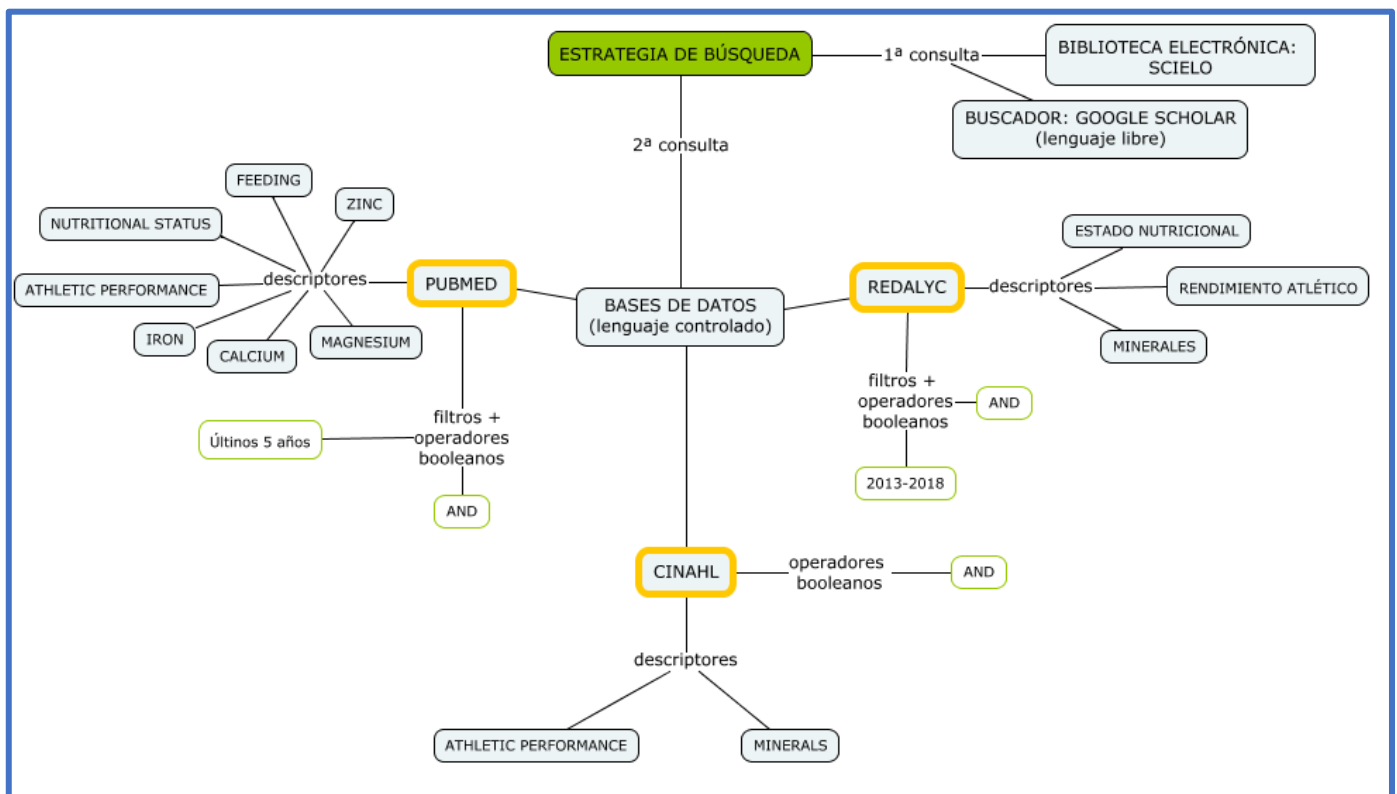 ESTRATEGIA DE BÚSQUEDA
1ª consulta
BIBLIOTECA ELECTRÓNICA:
SCIELO
BUSCADOR: GOOGLE SCHOLAR
(lenguaje libre)
2ª consulta
FEEDING
ZINC
NUTRITIONAL STATUS
descriptores
ATHLETIC PERFORMANCE
IRON
CALCIUM
MAGNESIUM
PUBMED
BASES DE DATOS
(lenguaje controlado)
REDALYC
descriptores
ESTADO NUTRICIONAL
RENDIMIENTO ATLÉTICO
MINERALES
filtros +
operadores
booleanos
Últinos 5 años
AND
filtros +
operadores
booleanos
AND
2013-2018
CINAHL
operadores
booleanos
AND
descriptores
ATHLETIC PERFORMANCE
MINERALS